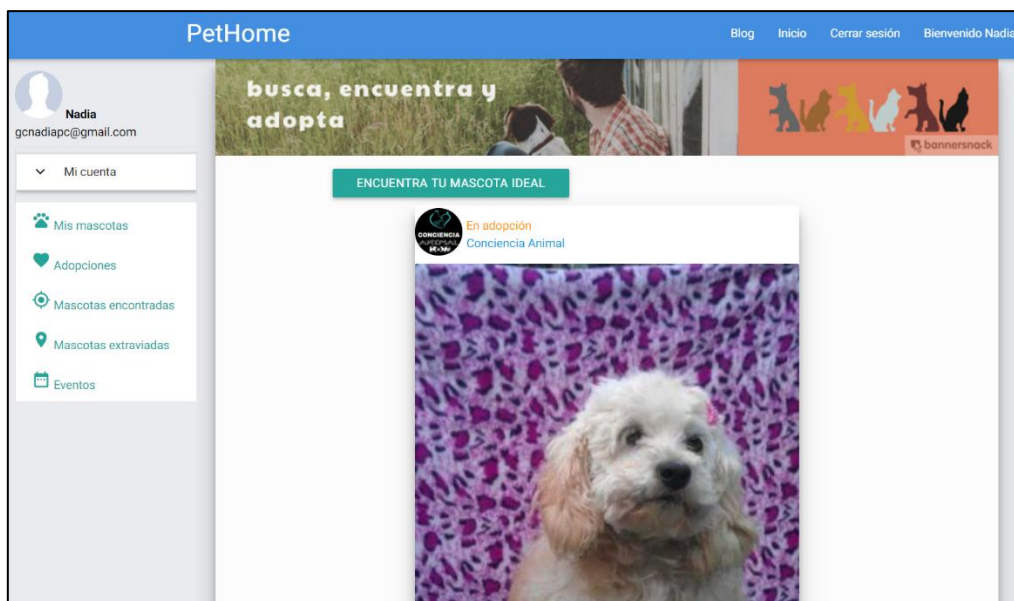 PetHome
Blog Inicio Cerrar sesión Bienvenido Nadia
Nadia
gcnadiapc@gmail.com
Mi cuenta
Mis mascotas
Adopciones
Mascotas encontradas
Mascotas extraviadas
Eventos
busca, encuentra y
adopta
bannersnack
ENCUENTRA TU MASCOTA IDEAL
CONCIENCIA
En adopción
Conciencia Animal